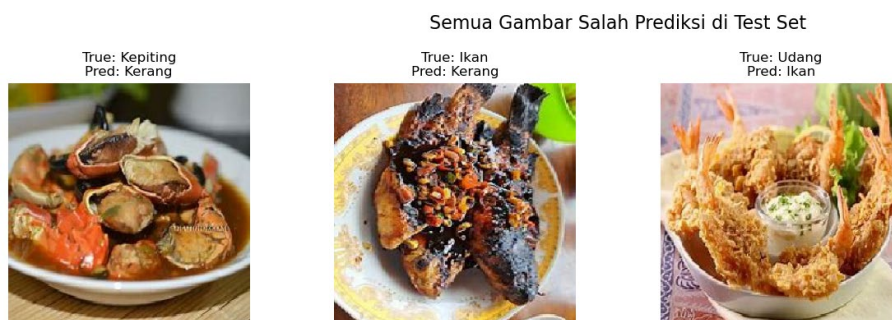 Semua Gambar Salah Prediksi di Test Set
True: Kepiting
Pred: Kerang
True: Ikan
Pred: Kerang
True: Udang
Pred: Ikan